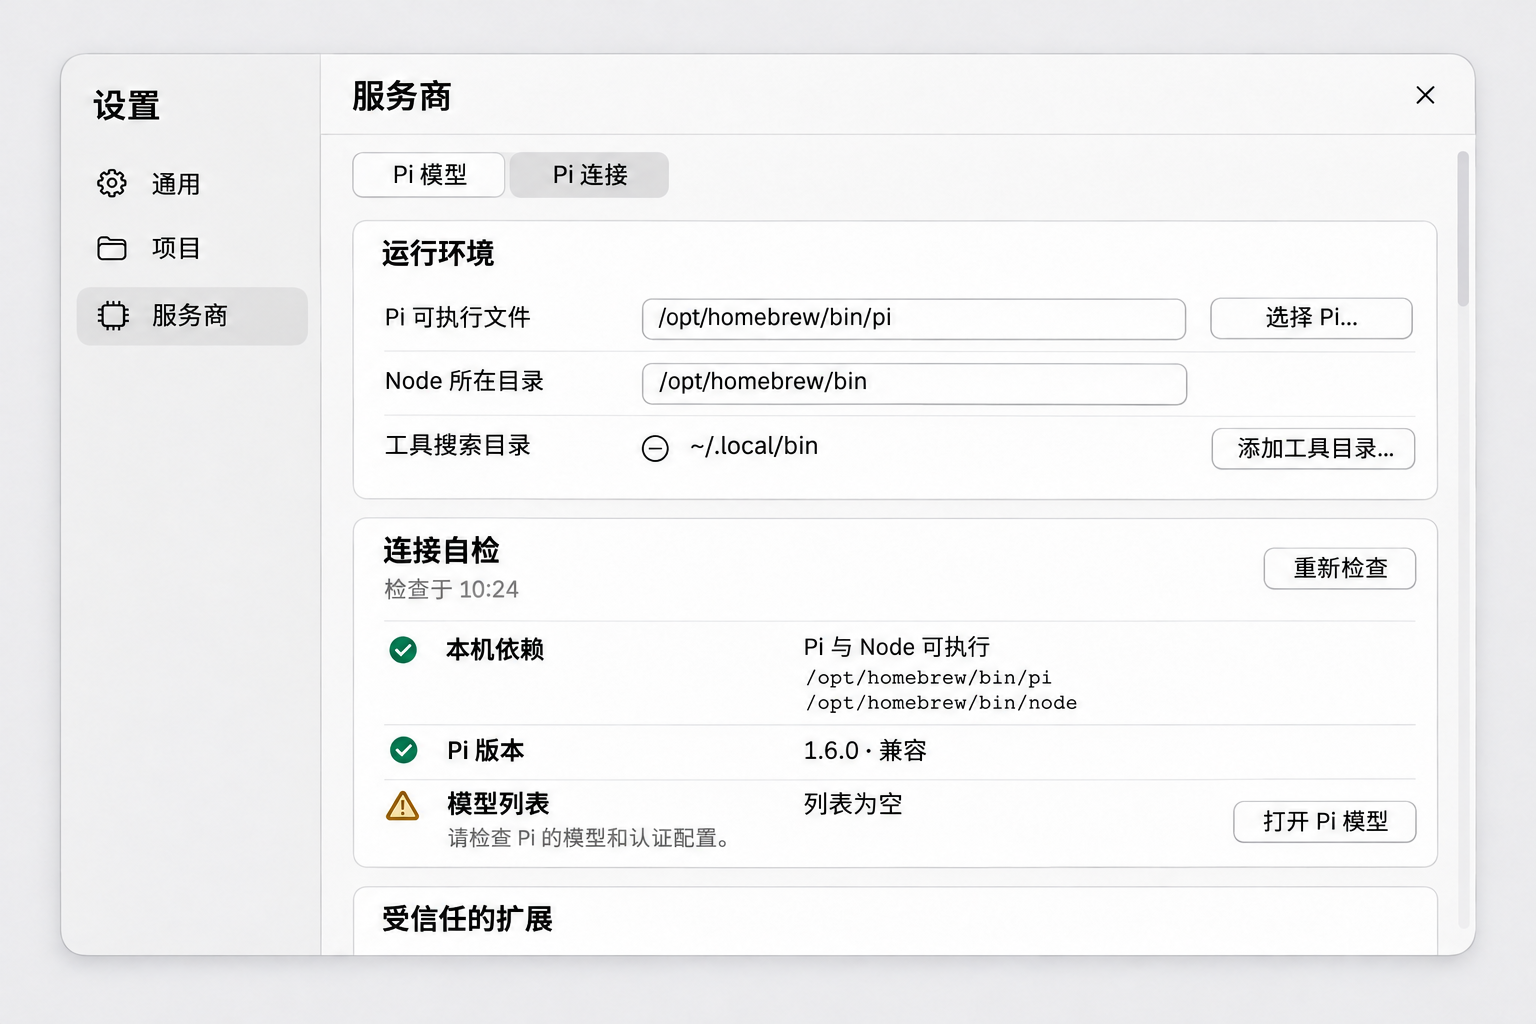 设置
通用
项目
服务商
服务商
Pi 模型
Pi 连接
运行环境
Pi 可执行文件
/opt/homebrew/bin/pi
选择 Pi...
Node 所在目录
/opt/homebrew/bin
工具搜索目录
~/.local/bin
添加工具目录...
连接自检
检查于 10:24
重新检查
本机依赖
Pi 与 Node 可执行
/opt/homebrew/bin/pi
/opt/homebrew/bin/node
Pi 版本
1.6.0 · 兼容
模型列表
列表为空
请检查 Pi 的模型和认证配置。
打开 Pi 模型
受信任的扩展